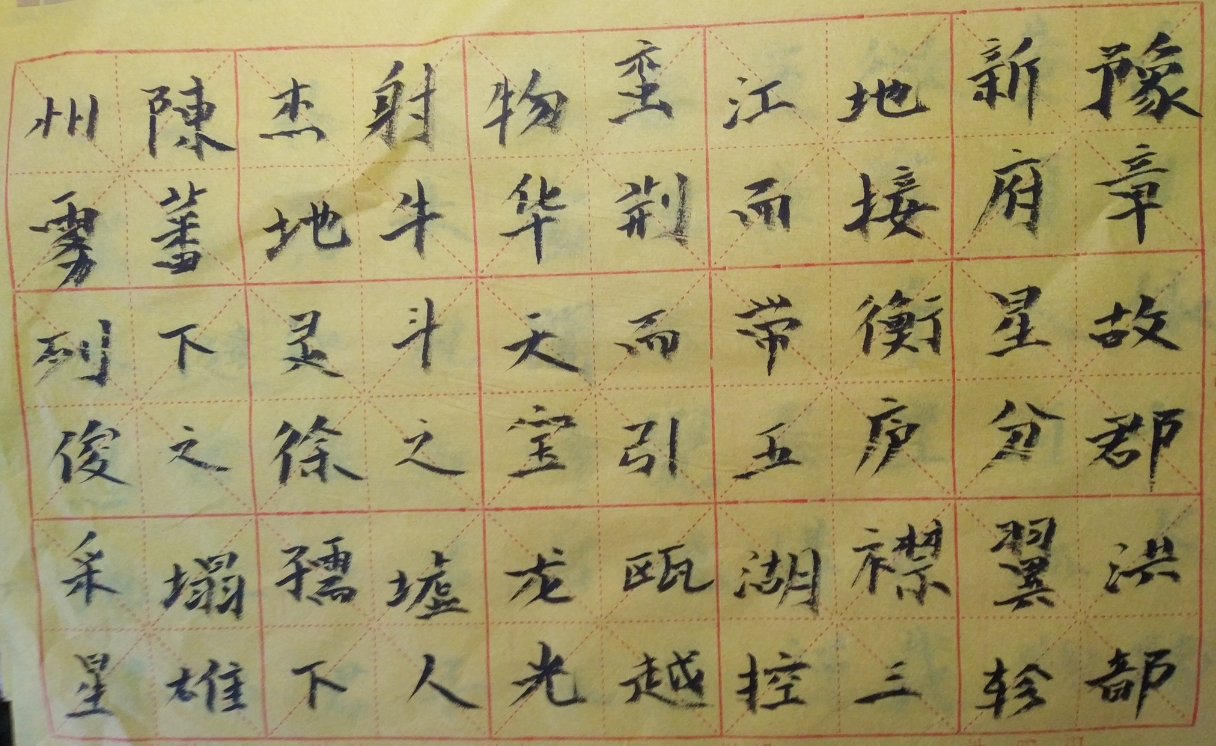 豫章故郡洪部
新府星分翼轸
地接衡庐襟三
江而带五湖控
蛮荆而引瓯越
物华天宝龙光
射牛斗之墟人
杰地灵徐孺下
陳蕃下之塌雄
州雾列俊采星